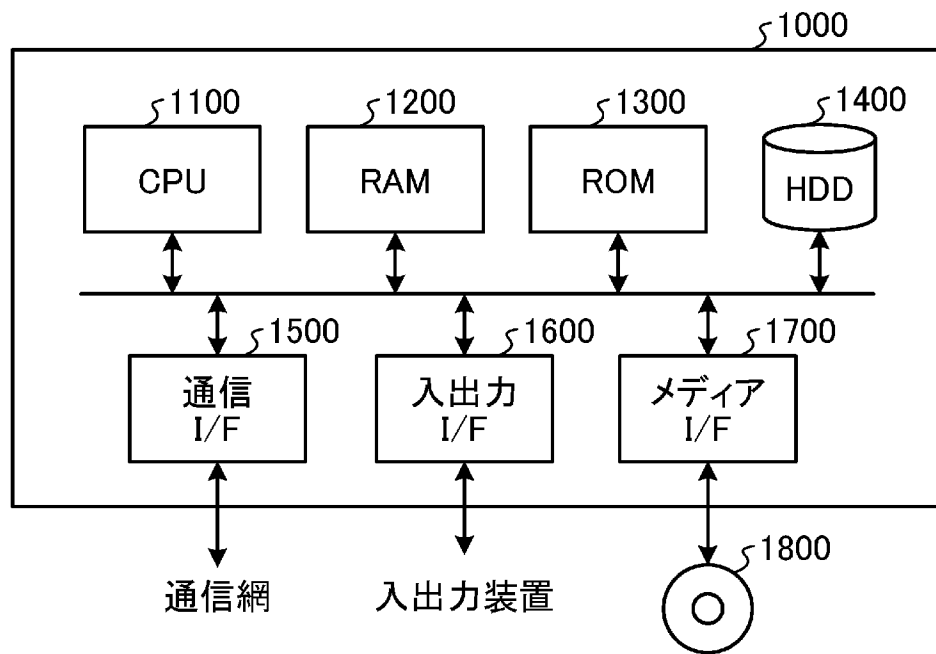 1000
1100
1200
1300
1400
CPU
RAM
ROM
HDD
1500
1600
1700
通信
I/F
入出力
I/F
メディア
I/F
1800
通信網
入出力装置